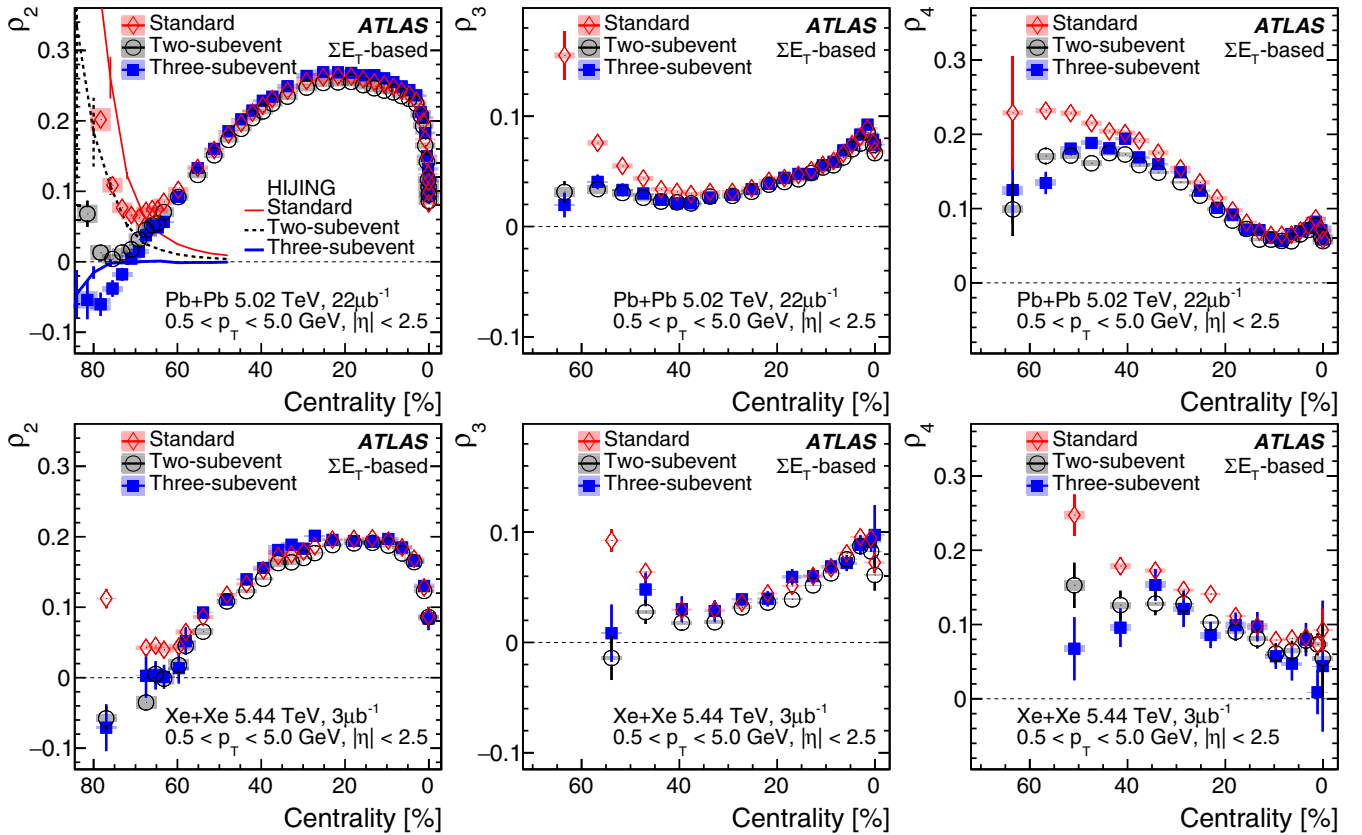 ρ2
ATLAS
Standard
Two-subevent
Three-subevent
ΣET-based
0.3
0.2
0.1
0
−0.1
HIJING
Standard
Two-subevent
Three-subevent
Pb+Pb 5.02 TeV, 22μb-1
0.5 < pT < 5.0 GeV, |η| < 2.5
80 60 40 20 0
Centrality [%]
ρ3
ATLAS
Standard
Two-subevent
Three-subevent
ΣET-based
0.1
0
−0.1
Pb+Pb 5.02 TeV, 22μb-1
0.5 < pT < 5.0 GeV, |η| < 2.5
60 40 20 0
Centrality [%]
ρ4
ATLAS
Standard
Two-subevent
Three-subevent
ΣET-based
0.3
0.2
0.1
0
Pb+Pb 5.02 TeV, 22μb-1
0.5 < pT < 5.0 GeV, |η| < 2.5
60 40 20 0
Centrality [%]
ρ2
ATLAS
Standard
Two-subevent
Three-subevent
ΣET-based
0.3
0.2
0.1
0
−0.1
Xe+Xe 5.44 TeV, 3μb-1
0.5 < pT < 5.0 GeV, |η| < 2.5
80 60 40 20 0
Centrality [%]
ρ3
ATLAS
Standard
Two-subevent
Three-subevent
ΣET-based
0.1
0
−0.1
Xe+Xe 5.44 TeV, 3μb-1
0.5 < pT < 5.0 GeV, |η| < 2.5
60 40 20 0
Centrality [%]
ρ4
ATLAS
Standard
Two-subevent
Three-subevent
ΣET-based
0.3
0.2
0.1
0
Xe+Xe 5.44 TeV, 3μb-1
0.5 < pT < 5.0 GeV, |η| < 2.5
60 40 20 0
Centrality [%]